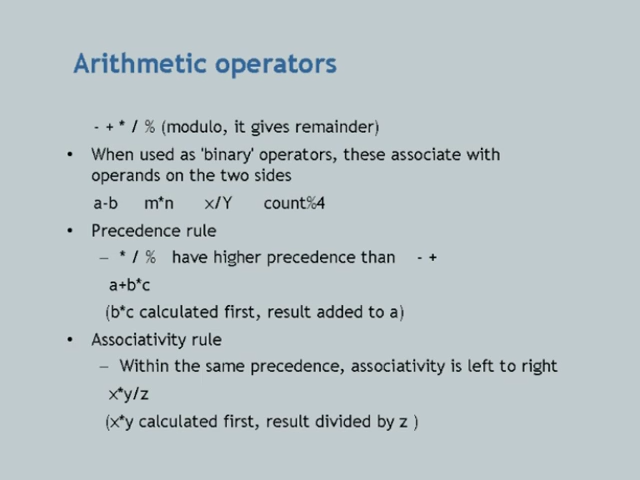 Arithmetic operators
- + * / % (modulo, it gives remainder)
• When used as 'binary' operators, these associate with
operands on the two sides
a-b m*n x/Y count%4
• Precedence rule
– * / % have higher precedence than - +
a+b*c
(b*c calculated first, result added to a)
• Associativity rule
– Within the same precedence, associativity is left to right
x*y/z
(x*y calculated first, result divided by z )